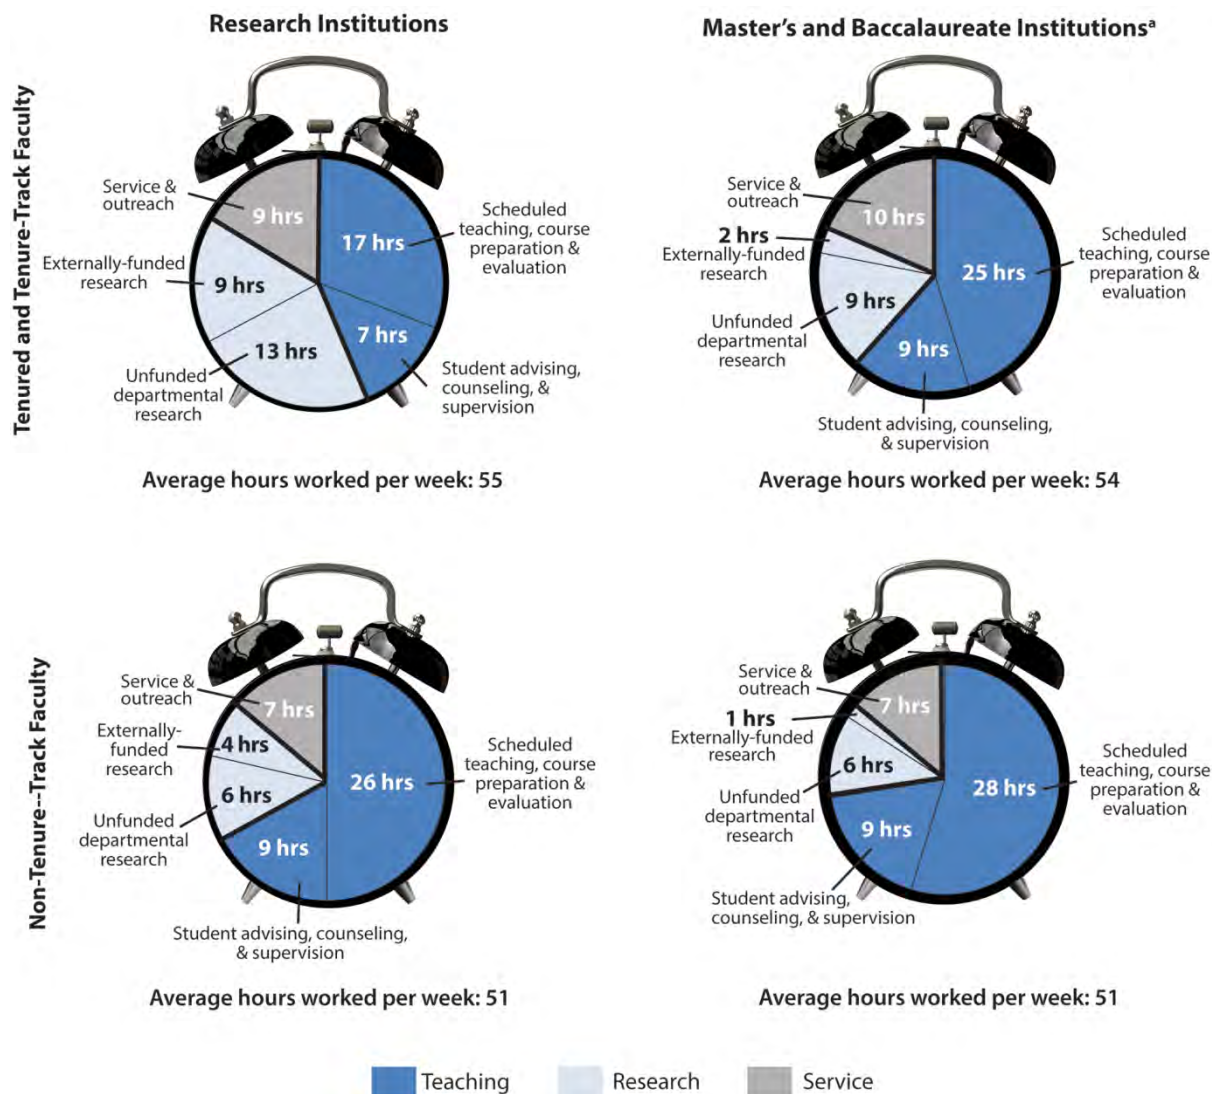 Research Institutions
Master's and Baccalaureate Institutionsᵃ
Tenured and Tenure-Track Faculty
Service &
outreach
9 hrs
17 hrs
Scheduled
teaching, course
preparation &
evaluation
Externally-funded
research
9 hrs
7 hrs
13 hrs
Unfunded
departmental
research
Student advising,
counseling, &
supervision
Average hours worked per week: 55
Service &
outreach
10 hrs
2 hrs
Externally-funded
research
25 hrs
Scheduled
teaching, course
preparation &
evaluation
9 hrs
Unfunded
departmental
research
9 hrs
Student advising, counseling,
& supervision
Average hours worked per week: 54
Non-Tenure--Track Faculty
Service &
outreach
7 hrs
Externally-
funded
research
4 hrs
26 hrs
Scheduled
teaching, course
preparation &
evaluation
6 hrs
Unfunded
departmental
research
9 hrs
Student advising, counseling,
& supervision
Average hours worked per week: 51
Service &
outreach
7 hrs
1 hrs
Externally-funded
research
6 hrs
28 hrs
Scheduled
teaching, course
preparation &
evaluation
Unfunded
departmental
research
9 hrs
Student advising,
counseling, & supervision
Average hours worked per week: 51
Teaching
Research
Service